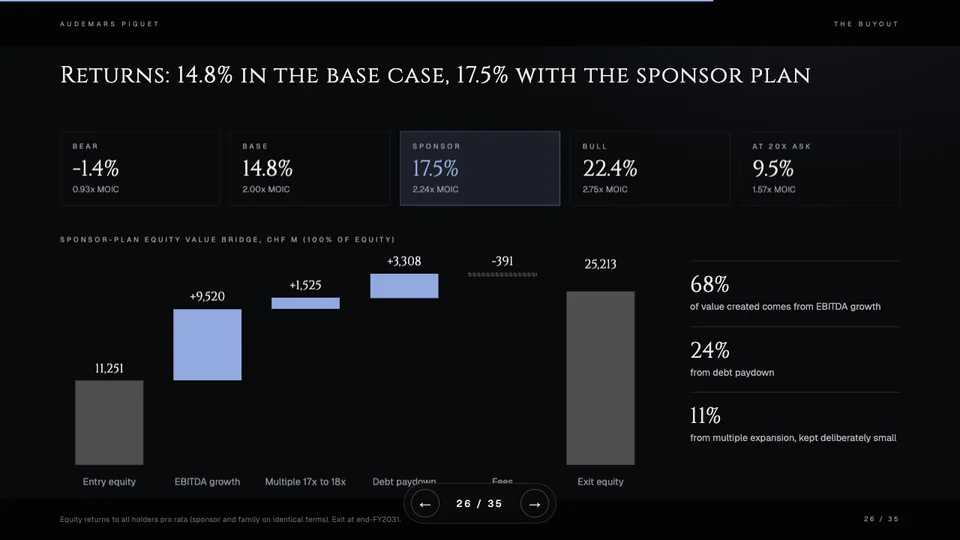 AUDEMARS PIGUET
THE BUYOUT
RETURNS: 14.8% IN THE BASE CASE, 17.5% WITH THE SPONSOR PLAN
BEAR
-1.4%
0.93x MOIC
BASE
14.8%
2.00x MOIC
SPONSOR
17.5%
2.24x MOIC
BULL
22.4%
2.75x MOIC
AT 20X ASK
9.5%
1.57x MOIC
SPONSOR-PLAN EQUITY VALUE BRIDGE, CHF M (100% OF EQUITY)
11,251
+9,520
+1,525
+3,308
-391
25,213
Entry equity
EBITDA growth
Multiple 17x to 18x
Debt paydown
Fees
Exit equity
68%
of value created comes from EBITDA growth
24%
from debt paydown
11%
from multiple expansion, kept deliberately small
← 26 / 35 →
Equity returns to all holders pro rata (sponsor and family on identical terms). Exit at end-FY2031.
26 / 35